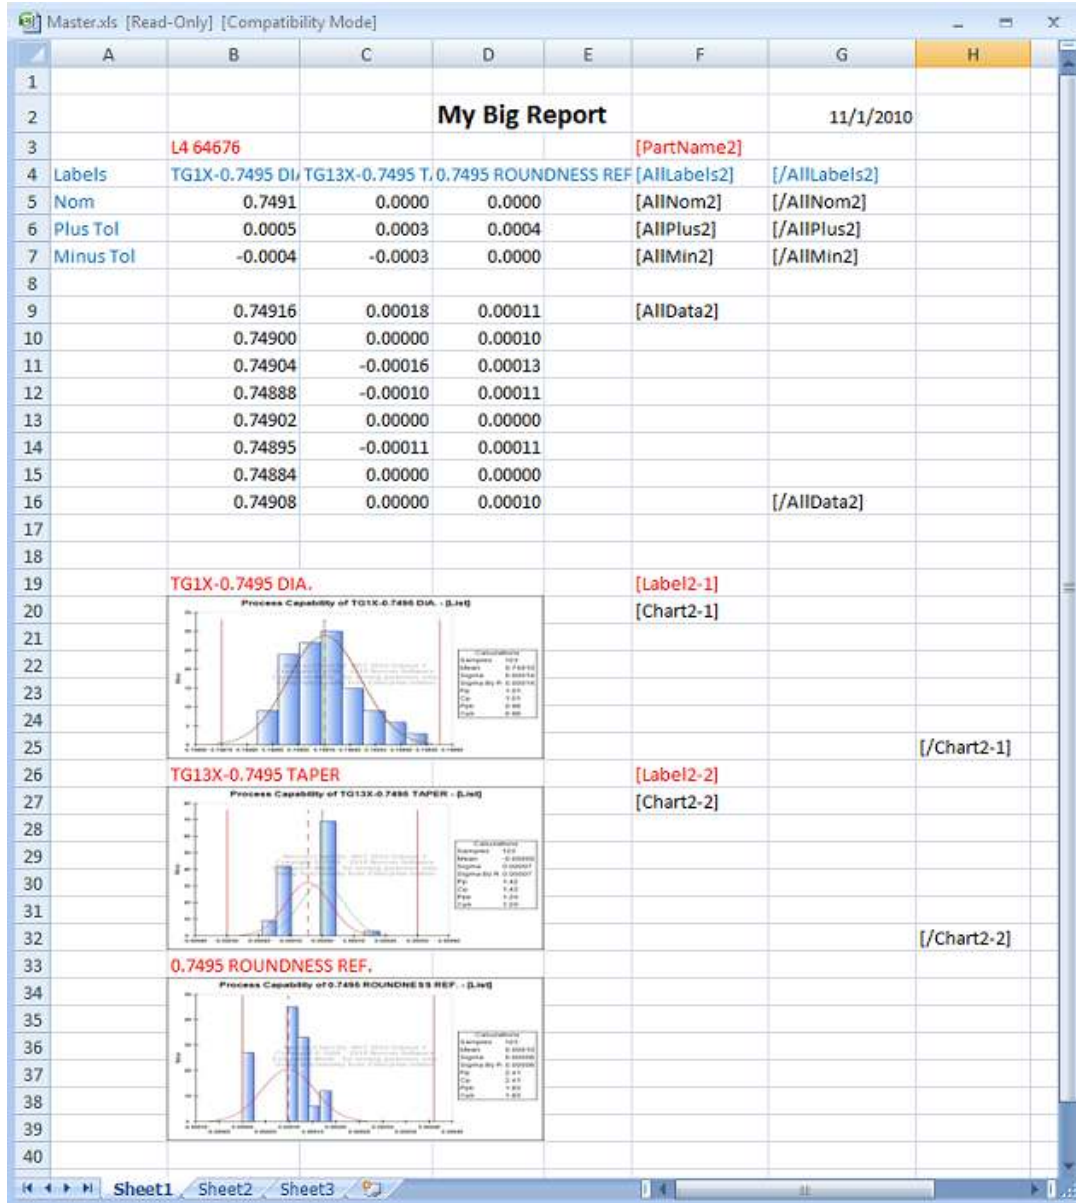 Master.xls [Read-Only] [Compatibility Mode]
A B C D E F G H
1
2 My Big Report 11/1/2010
3 L4 64676 [PartName2]
4 Labels TG1X-0.7495 DI TG13X-0.7495 T. 0.7495 ROUNDNESS REF [AllLabels2] [/AllLabels2]
5 Nom 0.7491 0.0000 0.0000 [AllNom2] [/AllNom2]
6 Plus Tol 0.0005 0.0003 0.0004 [AllPlus2] [/AllPlus2]
7 Minus Tol -0.0004 -0.0003 0.0000 [AllMin2] [/AllMin2]
8
9 0.74916 0.00018 0.00011 [AllData2]
10 0.74900 0.00000 0.00010
11 0.74904 -0.00016 0.00013
12 0.74888 -0.00010 0.00011
13 0.74902 0.00000 0.00000
14 0.74895 -0.00011 0.00011
15 0.74884 0.00000 0.00000
16 0.74908 0.00000 0.00010 [/AllData2]
17
18
19 TG1X-0.7495 DIA. [Label2-1]
Process Capability of TG1X-0.7495 DIA. - [List]
20 [Chart2-1]
21
22
Calculations
23
24
25 [/Chart2-1]
26 TG13X-0.7495 TAPER [Label2-2]
Process Capability of TG13X-0.7495 TAPER - [List]
27 [Chart2-2]
28
29
Calculations
30
31
32 [/Chart2-2]
33 0.7495 ROUNDNESS REF.
Process Capability of 0.7495 ROUNDNESS REF. - [List]
34
35
36
Calculations
37
38
39
40
Sheet1 Sheet2 Sheet3